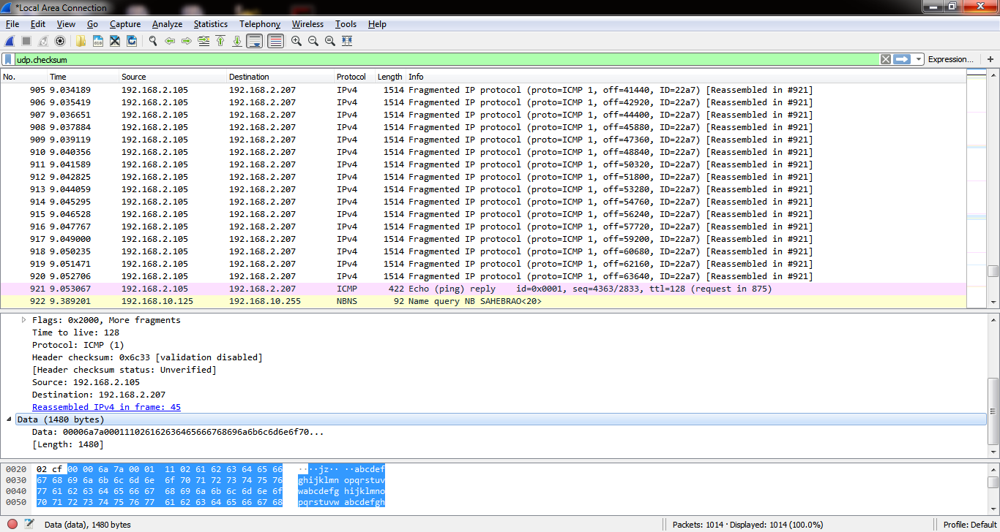 *Local Area Connection
File Edit View Go Capture Analyze Statistics Telephony Wireless Tools Help
udp.checksum Expression... +
No. Time Source Destination Protocol Length Info
905 9.034189 192.168.2.105 192.168.2.207 IPv4 1514 Fragmented IP protocol (proto=ICMP 1, off=41440, ID=22a7) [Reassembled in #921]
906 9.035419 192.168.2.105 192.168.2.207 IPv4 1514 Fragmented IP protocol (proto=ICMP 1, off=42920, ID=22a7) [Reassembled in #921]
907 9.036651 192.168.2.105 192.168.2.207 IPv4 1514 Fragmented IP protocol (proto=ICMP 1, off=44400, ID=22a7) [Reassembled in #921]
908 9.037884 192.168.2.105 192.168.2.207 IPv4 1514 Fragmented IP protocol (proto=ICMP 1, off=45880, ID=22a7) [Reassembled in #921]
909 9.039119 192.168.2.105 192.168.2.207 IPv4 1514 Fragmented IP protocol (proto=ICMP 1, off=47360, ID=22a7) [Reassembled in #921]
910 9.040356 192.168.2.105 192.168.2.207 IPv4 1514 Fragmented IP protocol (proto=ICMP 1, off=48840, ID=22a7) [Reassembled in #921]
911 9.041589 192.168.2.105 192.168.2.207 IPv4 1514 Fragmented IP protocol (proto=ICMP 1, off=50320, ID=22a7) [Reassembled in #921]
912 9.042825 192.168.2.105 192.168.2.207 IPv4 1514 Fragmented IP protocol (proto=ICMP 1, off=51800, ID=22a7) [Reassembled in #921]
913 9.044059 192.168.2.105 192.168.2.207 IPv4 1514 Fragmented IP protocol (proto=ICMP 1, off=53280, ID=22a7) [Reassembled in #921]
914 9.045295 192.168.2.105 192.168.2.207 IPv4 1514 Fragmented IP protocol (proto=ICMP 1, off=54760, ID=22a7) [Reassembled in #921]
915 9.046528 192.168.2.105 192.168.2.207 IPv4 1514 Fragmented IP protocol (proto=ICMP 1, off=56240, ID=22a7) [Reassembled in #921]
916 9.047767 192.168.2.105 192.168.2.207 IPv4 1514 Fragmented IP protocol (proto=ICMP 1, off=57720, ID=22a7) [Reassembled in #921]
917 9.049000 192.168.2.105 192.168.2.207 IPv4 1514 Fragmented IP protocol (proto=ICMP 1, off=59200, ID=22a7) [Reassembled in #921]
918 9.050235 192.168.2.105 192.168.2.207 IPv4 1514 Fragmented IP protocol (proto=ICMP 1, off=60680, ID=22a7) [Reassembled in #921]
919 9.051471 192.168.2.105 192.168.2.207 IPv4 1514 Fragmented IP protocol (proto=ICMP 1, off=62160, ID=22a7) [Reassembled in #921]
920 9.052706 192.168.2.105 192.168.2.207 IPv4 1514 Fragmented IP protocol (proto=ICMP 1, off=63640, ID=22a7) [Reassembled in #921]
921 9.053067 192.168.2.105 192.168.2.207 ICMP 422 Echo (ping) reply id=0x0001, seq=4363/2833, ttl=128 (request in 875)
922 9.389201 192.168.10.125 192.168.10.255 NBNS 92 Name query NB SAHEBRAO<20>
Flags: 0x2000, More fragments
Time to live: 128
Protocol: ICMP (1)
Header checksum: 0x6c33 [validation disabled]
[Header checksum status: Unverified]
Source: 192.168.2.105
Destination: 192.168.2.207
Reassembled IPv4 in frame: 45
Data (1480 bytes)
Data: 00006a7a000111026162636465666768696a6b6c6d6e6f70...
[Length: 1480]
0020 02 cf 00 00 6a 7a 00 01 11 02 61 62 63 64 65 66 ····jz·· ··abcdef
0030 67 68 69 6a 6b 6c 6d 6e 6f 70 71 72 73 74 75 76 ghijklmn opqrstuv
0040 77 61 62 63 64 65 66 67 68 69 6a 6b 6c 6d 6e 6f wabcdefg hijklmno
0050 70 71 72 73 74 75 76 77 61 62 63 64 65 66 67 68 pqrstuvw abcdefgh
Data (data), 1480 bytes Packets: 1014 · Displayed: 1014 (100.0%) Profile: Default